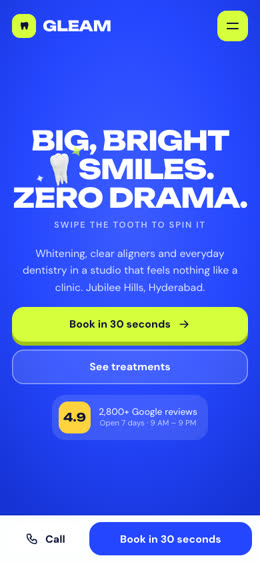 GLEAM
BIG, BRIGHT
SMILES.
ZERO DRAMA.
SWIPE THE TOOTH TO SPIN IT
Whitening, clear aligners and everyday
dentistry in a studio that feels nothing like a
clinic. Jubilee Hills, Hyderabad.
Book in 30 seconds →
See treatments
4.9
2,800+ Google reviews
Open 7 days · 9 AM – 9 PM
Call
Book in 30 seconds